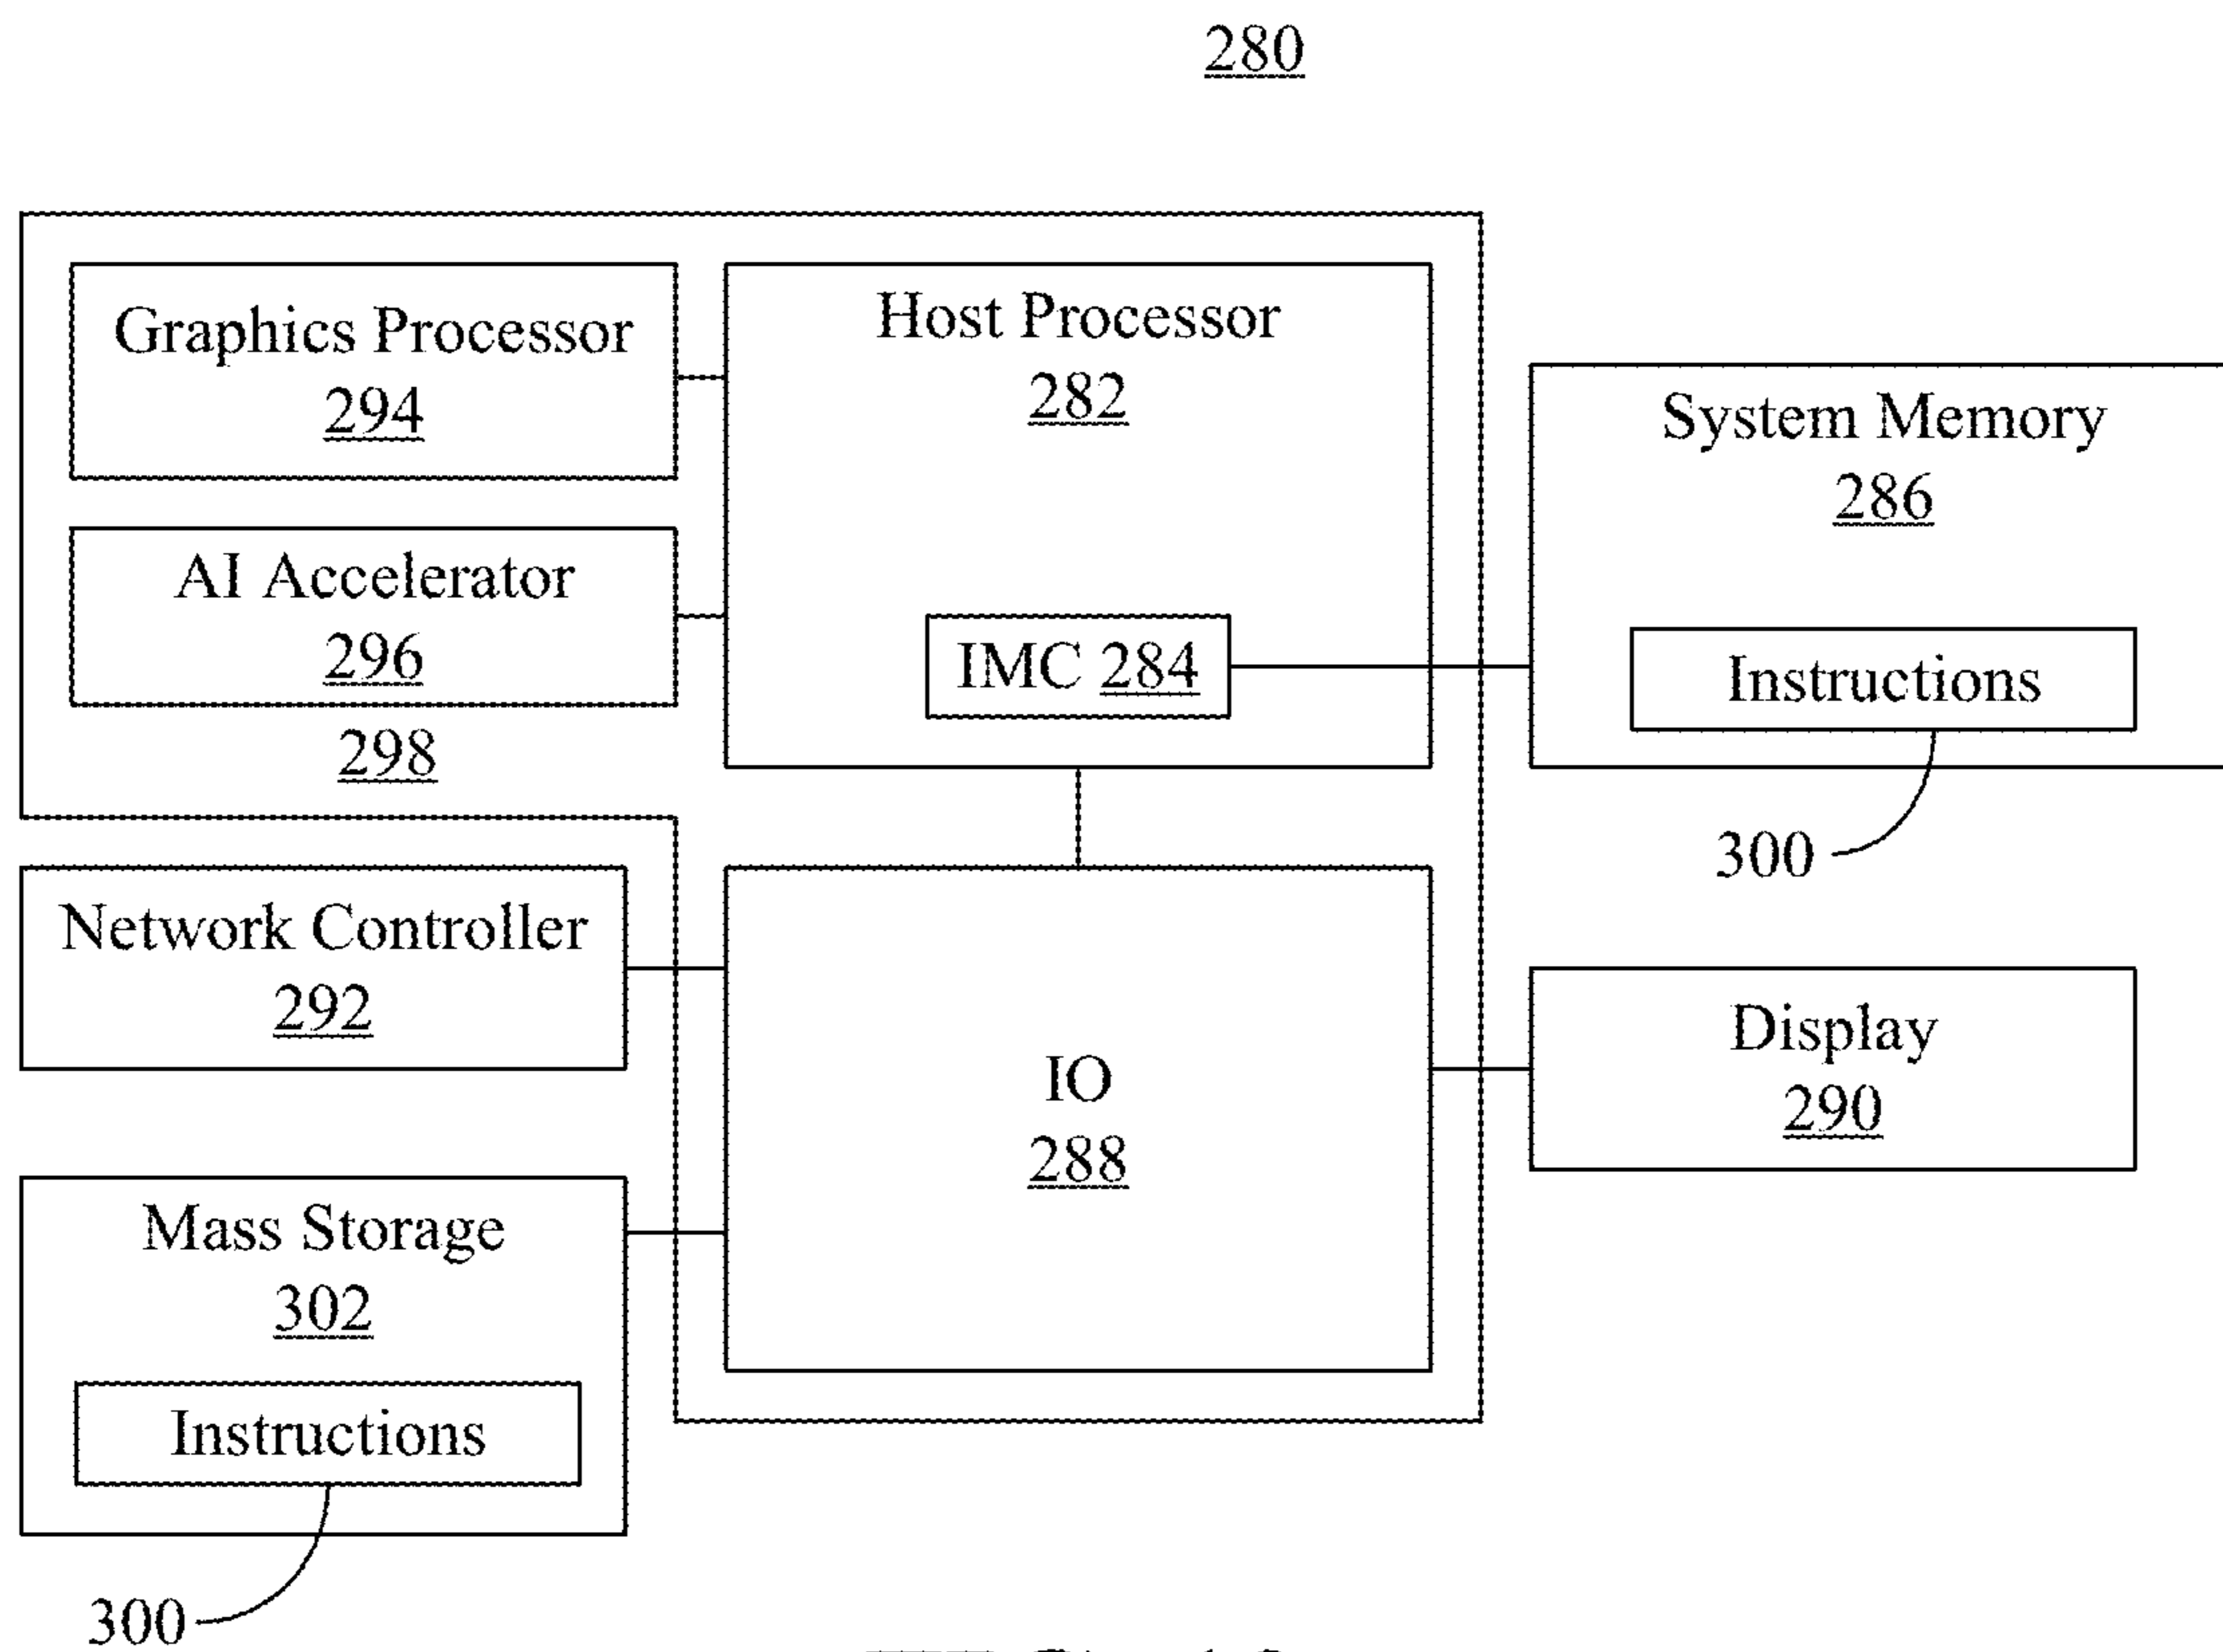 280
Graphics Processor
294
Host Processor
282
System Memory
286
AI Accelerator
296
IMC 284
Instructions
298
300
Network Controller
292
IO
288
Display
290
Mass Storage
302
Instructions
300